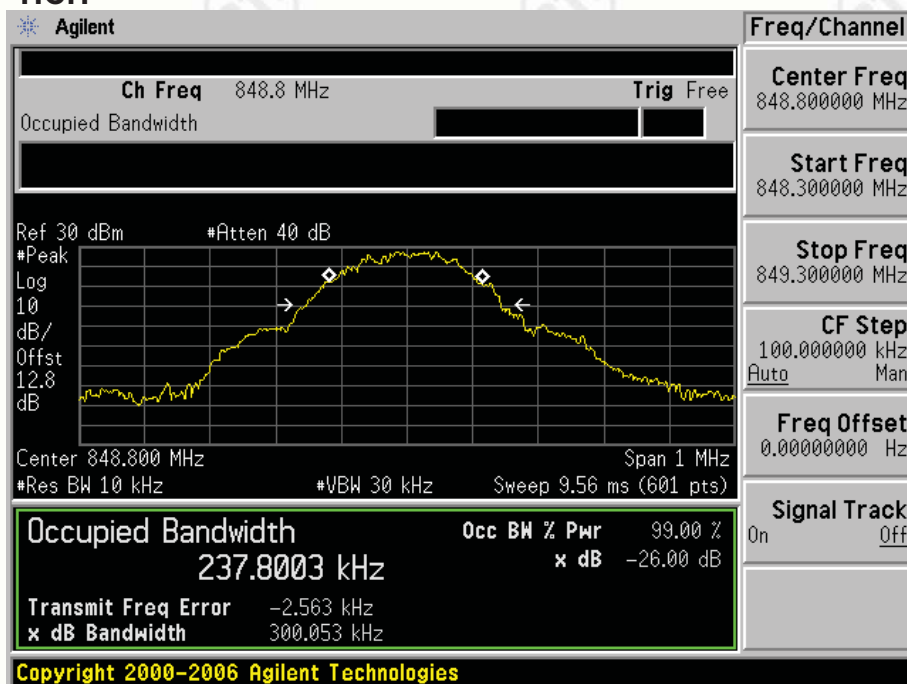 Agilent
Freq/Channel
Ch Freq 848.8 MHz Trig Free
Occupied Bandwidth
Center Freq
848.800000 MHz
Start Freq
848.300000 MHz
Stop Freq
849.300000 MHz
CF Step
100.000000 kHz
Auto Man
Freq Offset
0.00000000 Hz
Signal Track
On Off
Ref 30 dBm #Atten 40 dB
#Peak
Log
10
dB/
Offst
12.8
dB
Center 848.800 MHz Span 1 MHz
#Res BW 10 kHz #VBW 30 kHz Sweep 9.56 ms (601 pts)
Occupied Bandwidth Occ BW % Pwr 99.00 %
237.8003 kHz x dB -26.00 dB
Transmit Freq Error -2.563 kHz
x dB Bandwidth 300.053 kHz
Copyright 2000-2006 Agilent Technologies